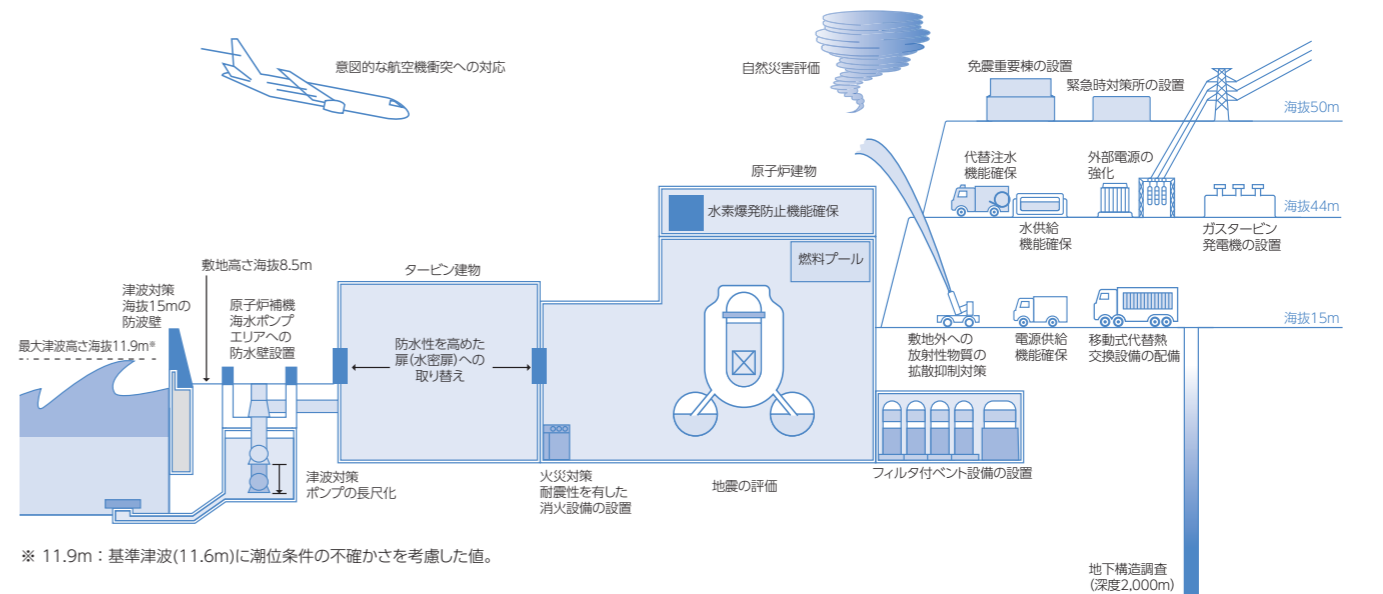 意図的な航空機衝突への対応
自然災害評価
免震重要棟の設置
緊急時対策所の設置
海抜50m
代替注水
機能確保
外部電源の
強化
原子炉建物
水素爆発防止機能確保
水供給
機能確保
ガスタービン
発電機の設置
海抜44m
燃料プール
敷地高さ海抜8.5m
タービン建物
津波対策
海抜15mの
防波壁
原子炉補機
海水ポンプ
エリアへの
防水壁設置
最大津波高さ海抜11.9m※
防水性を高めた
扉(水密扉)への
取り替え
敷地外への
放射性物質の
拡散抑制対策
電源供給
機能確保
移動式代替熱
交換設備の配備
海抜15m
津波対策
ポンプの長尺化
火災対策
耐震性を有した
消火設備の設置
地震の評価
フィルタ付ベント設備の設置
※ 11.9m：基準津波(11.6m)に潮位条件の不確かさを考慮した値。
地下構造調査
(深度2,000m)